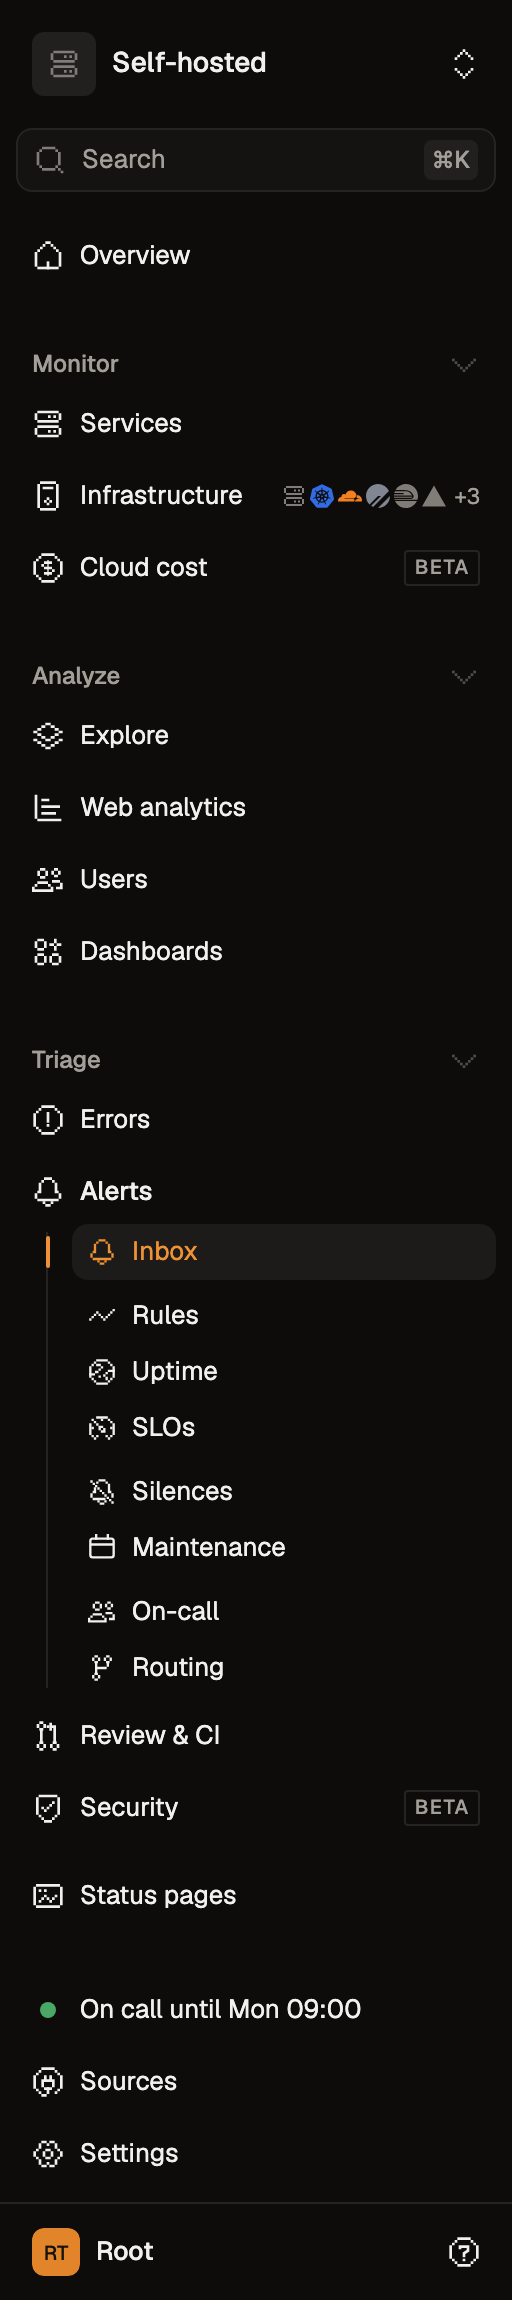 Self-hosted
Search ⌘K
Overview
Monitor
Services
Infrastructure +3
Cloud cost BETA
Analyze
Explore
Web analytics
Users
Dashboards
Triage
Errors
Alerts
Inbox
Rules
Uptime
SLOs
Silences
Maintenance
On-call
Routing
Review & CI
Security BETA
Status pages
On call until Mon 09:00
Sources
Settings
RT Root